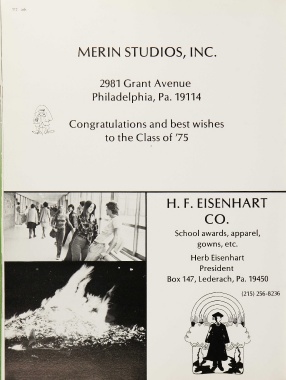 MERIN STUDIOS, INC.
2981 Grant Avenue
Philadelphia, Pa. 19114
Congratulations and best wishes
to the Class of '75
H. F. EISENHART
CO.
School awards, apparel,
gowns, etc.
Herb Eisenhart
President
Box 147, Lederach, Pa. 19450
(215) 256-8236